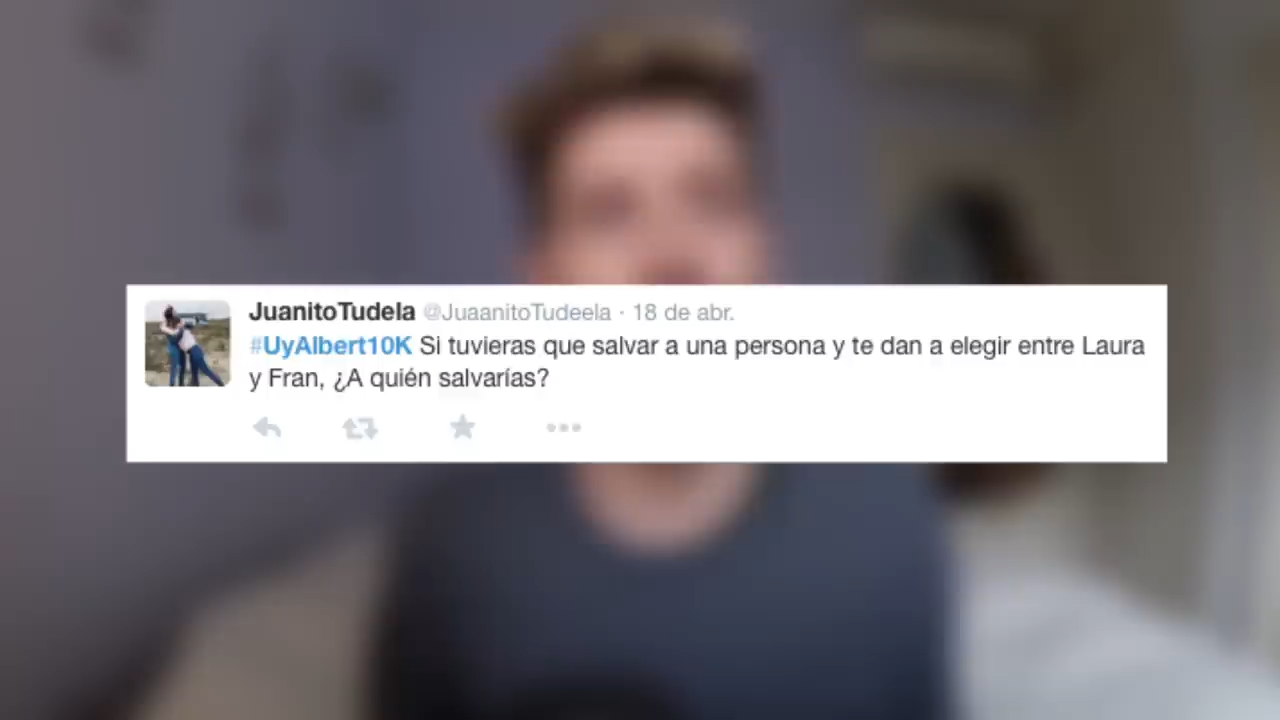 JuanitoTudela @JuaanitoTudeela · 18 de abr.
#UyAlbert10K Si tuvieras que salvar a una persona y te dan a elegir entre Laura
y Fran, ¿A quién salvarías?